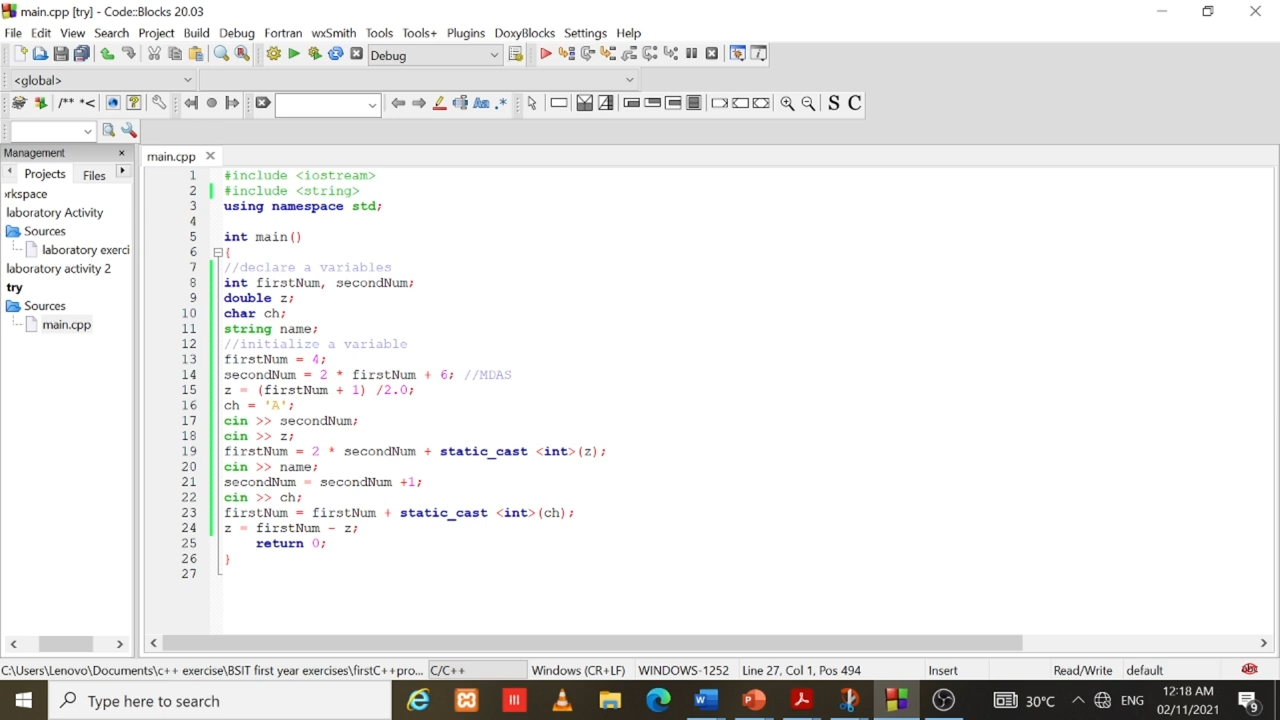 main.cpp [try] - Code::Blocks 20.03
File Edit View Search Project Build Debug Fortran wxSmith Tools Tools+ Plugins DoxyBlocks Settings Help
Debug
<global>
/** *<
Aa .*
S C
Management
main.cpp
Projects Files
1 #include <iostream>
2 #include <string>
3 using namespace std;
4
5 int main()
6 {
7 //declare a variables
8 int firstNum, secondNum;
9 double z;
10 char ch;
11 string name;
12 //initialize a variable
13 firstNum = 4;
14 secondNum = 2 * firstNum + 6; //MDAS
15 z = (firstNum + 1) /2.0;
16 ch = 'A';
17 cin >> secondNum;
18 cin >> z;
19 firstNum = 2 * secondNum + static_cast <int>(z);
20 cin >> name;
21 secondNum = secondNum +1;
22 cin >> ch;
23 firstNum = firstNum + static_cast <int>(ch);
24 z = firstNum - z;
25 return 0;
26 }
27
rkspace
laboratory Activity
Sources
laboratory exerci
laboratory activity 2
try
Sources
main.cpp
C:\Users\Lenovo\Documents\c++ exercise\BSIT first year exercises\firstC++pro... C/C++ Windows (CR+LF) WINDOWS-1252 Line 27, Col 1, Pos 494 Insert Read/Write default
Type here to search
30°C ENG
12:18 AM
02/11/2021
9